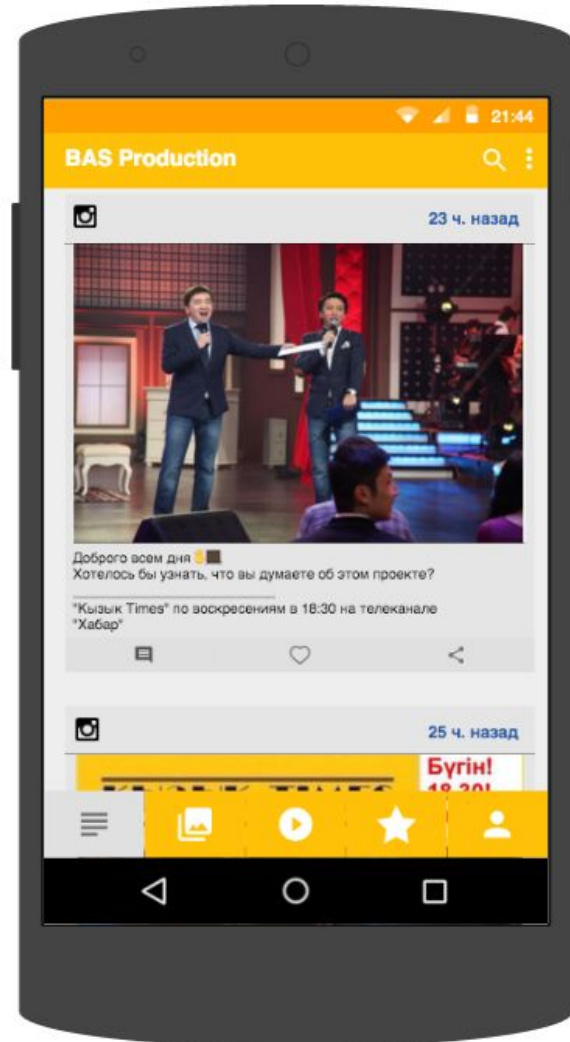 21:44
BAS Production
23 ч. назад
Доброго всем дня
Хотелось бы узнать, что вы думаете об этом проекте?
"Кызык Times" по воскресениям в 18:30 на телеканале
"Хабар"
25 ч. назад
Бүгін!
18.30!